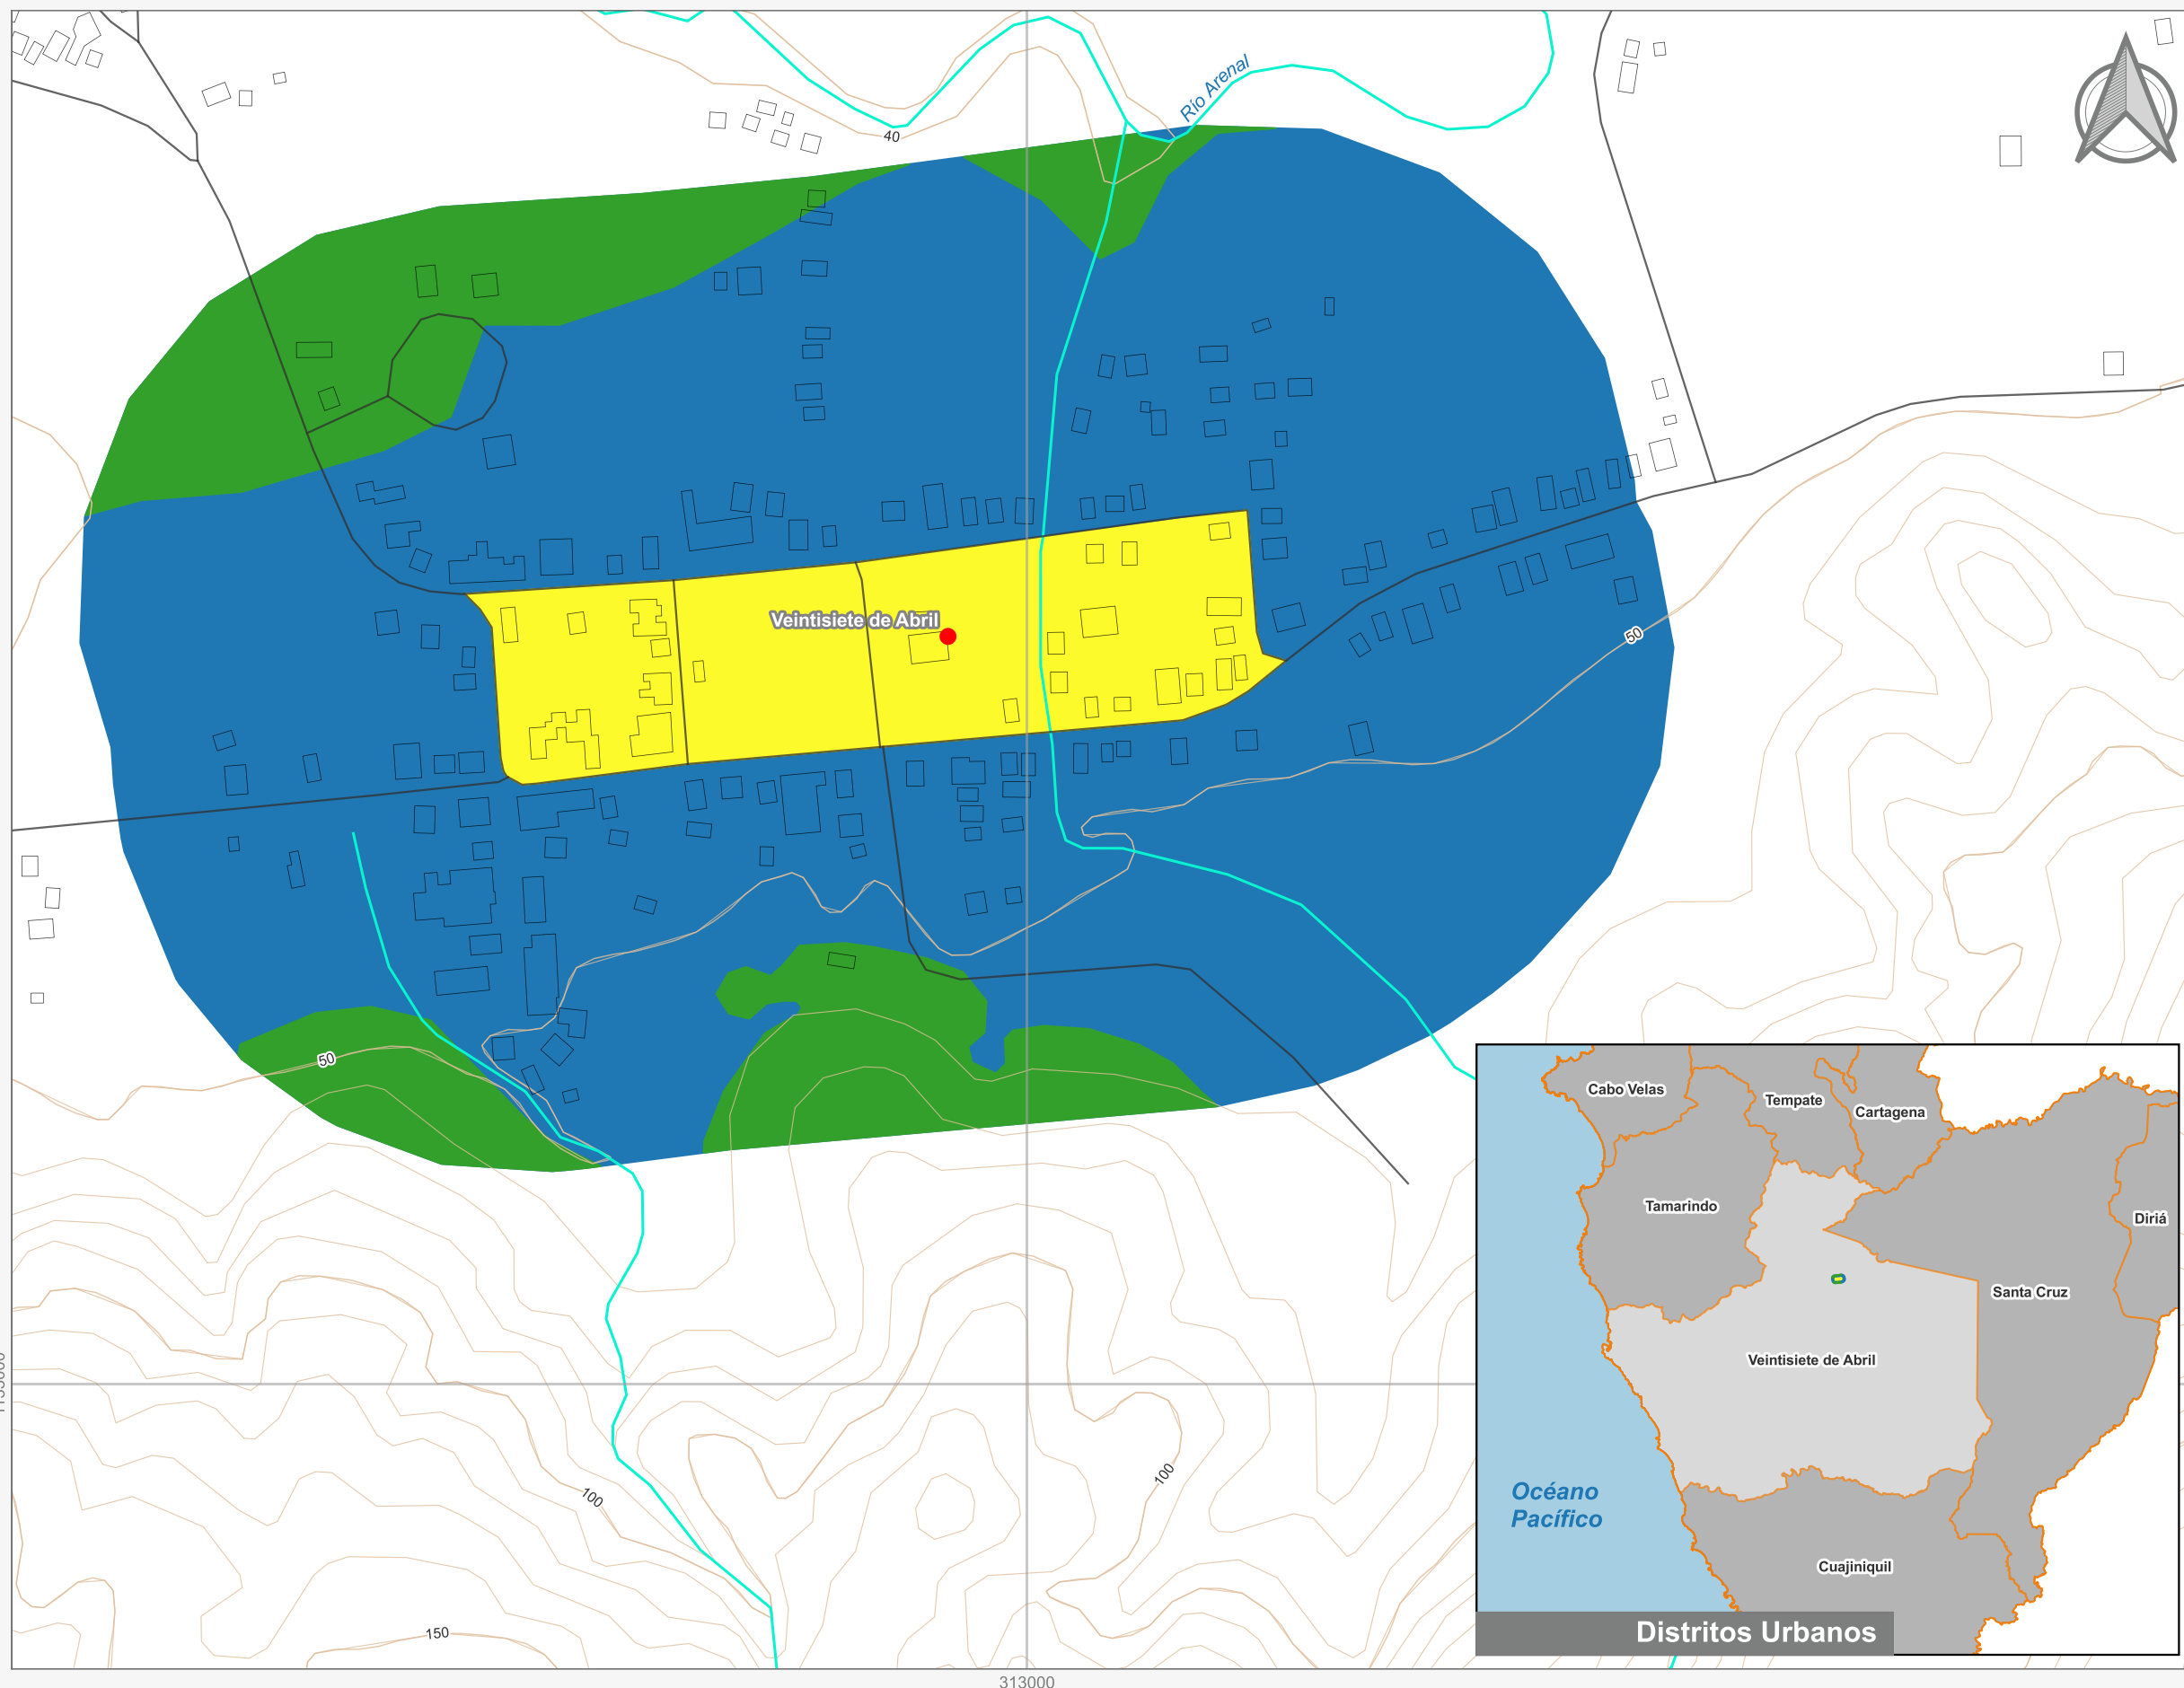 Río Arenal
40
Veintisiete de Abril
50
50
100
100
150
313000
Cabo Velas
Tempate
Cartagena
Tamarindo
Diriá
Santa Cruz
Veintisiete de Abril
Océano
Pacífico
Cuajiniquil
Distritos Urbanos